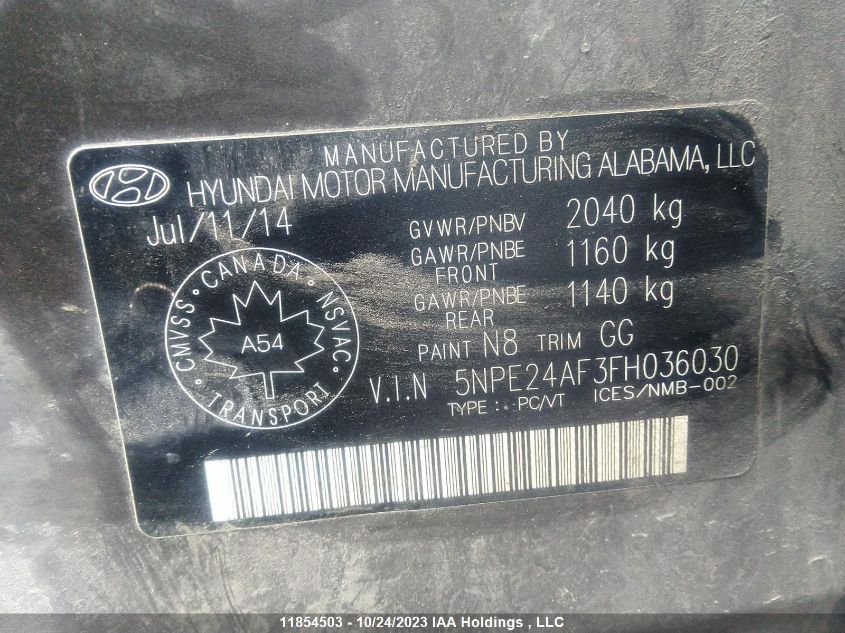 MANUFACTURED BY
HYUNDAI MOTOR MANUFACTURING ALABAMA, LLC
Jul/11/14
GVWR/PNBV 2040 kg
GAWR/PNBE FRONT 1160 kg
GAWR/PNBE REAR 1140 kg
PAINT N8 TRIM GG
V.I.N 5NPE24AF3FH036030
TYPE : PC/VT ICES/NMB-002
CMVSS · CANADA · NSVAC · TRANSPORT ·
A54
11854503 - 10/24/2023 IAA Holdings , LLC